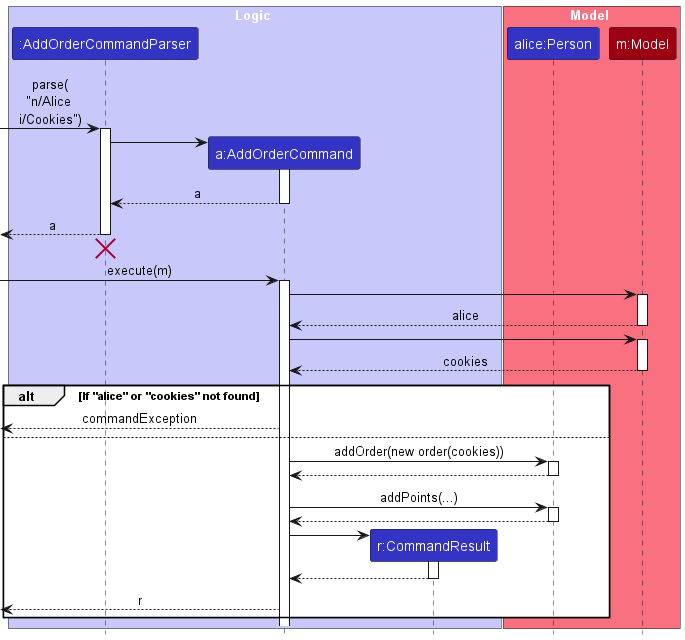 Logic
Model
:AddOrderCommandParser
alice:Person
m:Model
parse(
"n/Alice
i/Cookies")
a:AddOrderCommand
a
a
execute(m)
alice
cookies
alt
[If "alice" or "cookies" not found]
commandException
addOrder(new order(cookies))
addPoints(...)
r:CommandResult
r